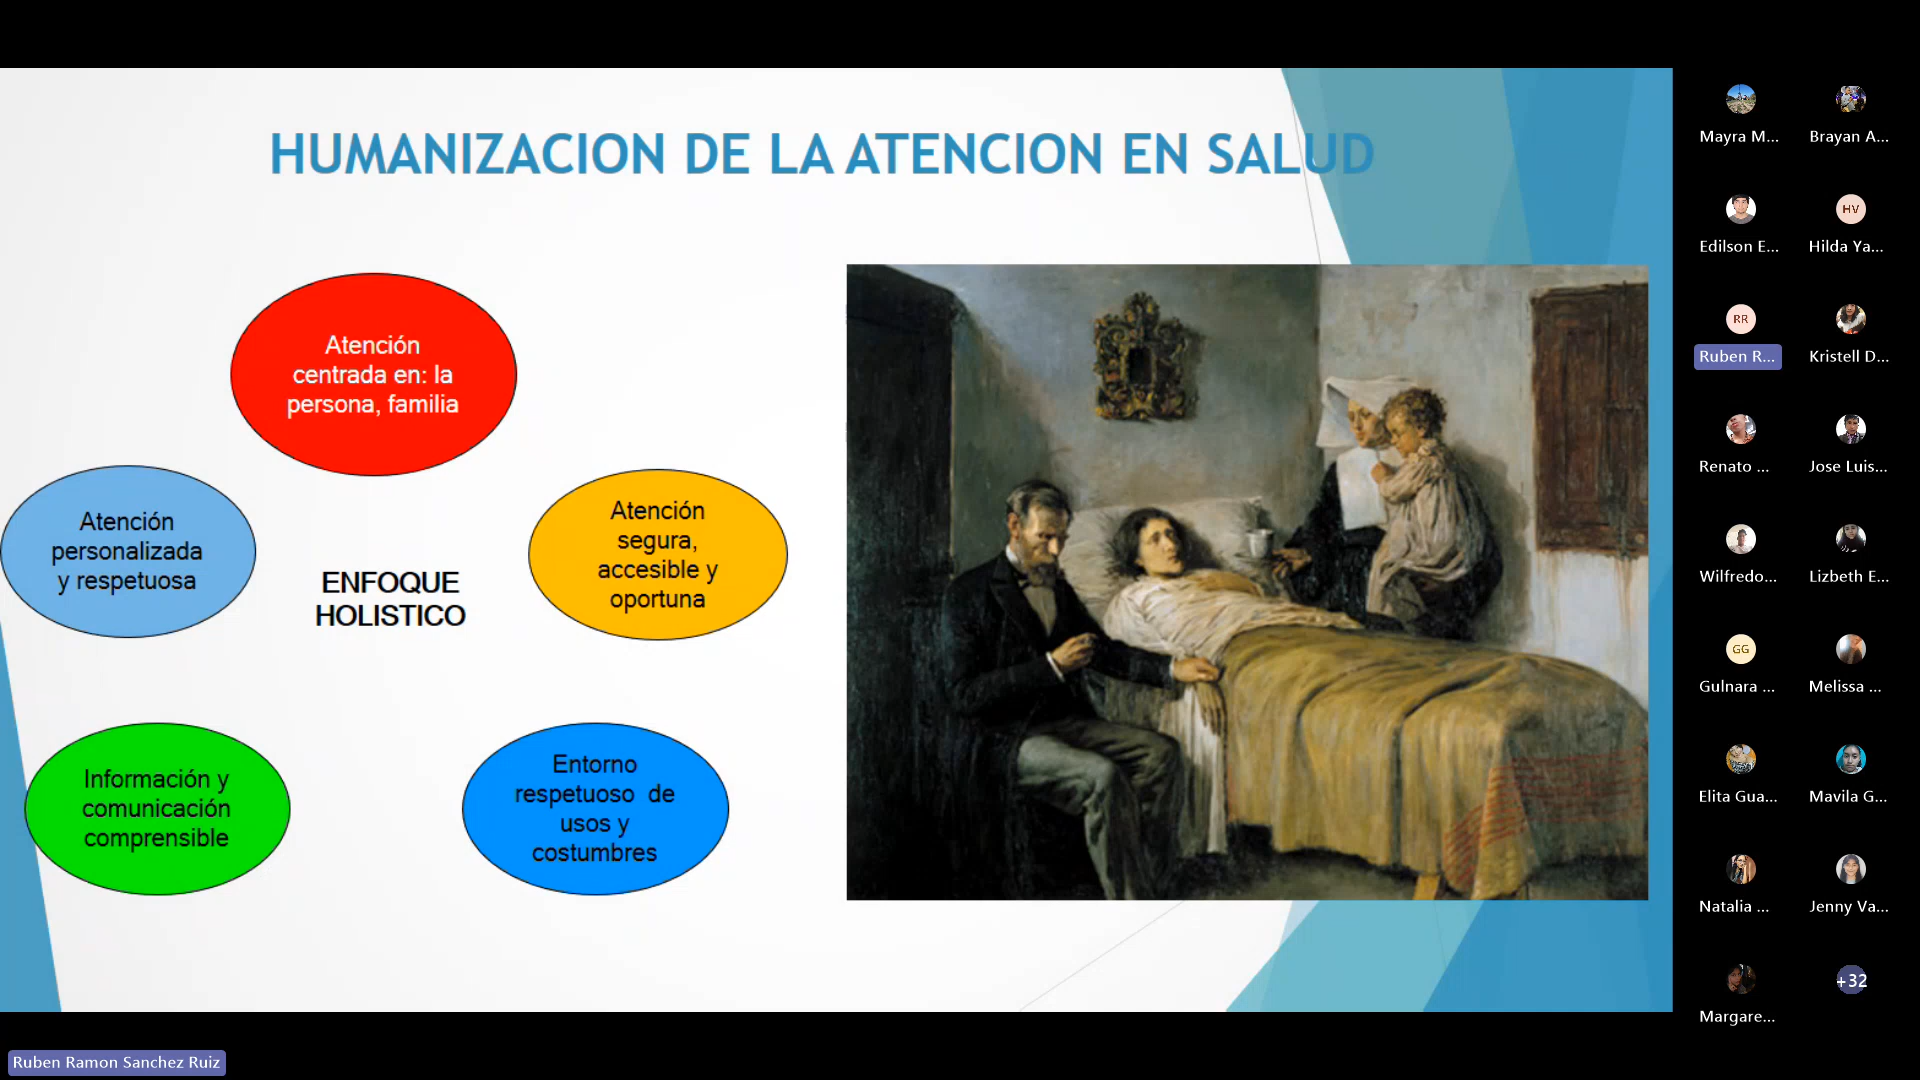 HUMANIZACION DE LA ATENCION EN SALUD
Atención
centrada en: la
persona, familia
Atención
personalizada
y respetuosa
ENFOQUE
HOLISTICO
Atención
segura,
accesible y
oportuna
Información y
comunicación
comprensible
Entorno
respetuoso de
usos y
costumbres
Mayra M...
Brayan A...
Edilson E...
HV
Hilda Ya...
RR
Ruben R...
Kristell D...
Renato ...
Jose Luis...
Wilfredo...
Lizbeth E...
GG
Gulnara ...
Melissa ...
Elita Gua...
Mavila G...
Natalia ...
Jenny Va...
Margare...
+32
Ruben Ramon Sanchez Ruiz